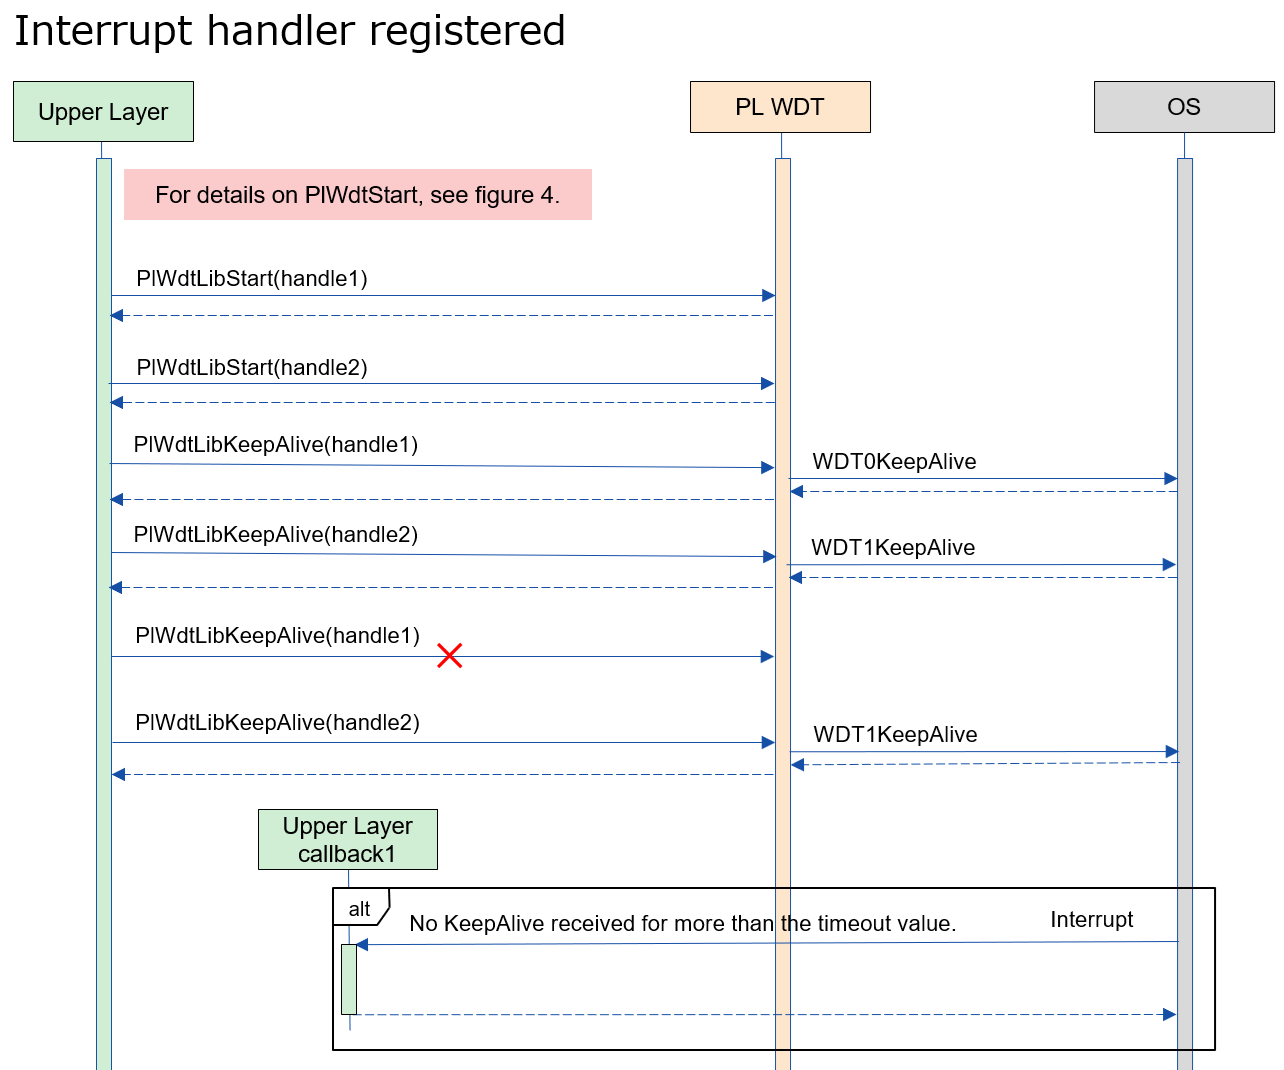 Interrupt handler registered
Upper Layer
PL WDT
OS
For details on PlWdtStart, see figure 4.
PlWdtLibStart(handle1)
PlWdtLibStart(handle2)
PlWdtLibKeepAlive(handle1)
WDT0KeepAlive
PlWdtLibKeepAlive(handle2)
WDT1KeepAlive
PlWdtLibKeepAlive(handle1)
PlWdtLibKeepAlive(handle2)
WDT1KeepAlive
Upper Layer
callback1
alt
No KeepAlive received for more than the timeout value.
Interrupt